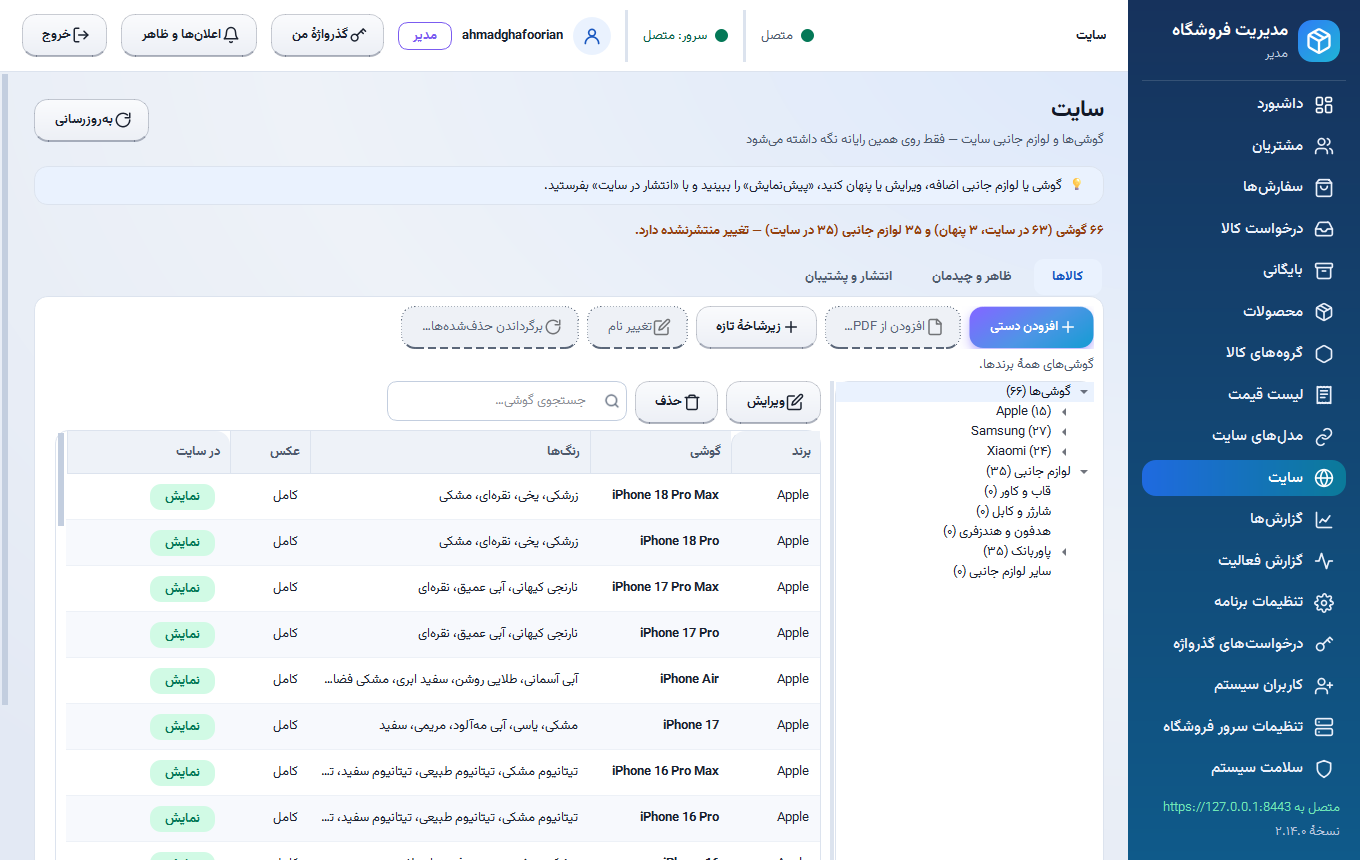 مدیریت فروشگاه
مدیر
داشبورد
مشتریان
سفارش‌ها
درخواست کالا
بایگانی
محصولات
گروه‌های کالا
لیست قیمت
مدل‌های سایت
سایت
گزارش‌ها
گزارش فعالیت
تنظیمات برنامه
درخواست‌های گذرواژه
کاربران سیستم
تنظیمات سرور فروشگاه
سلامت سیستم
متصل به https://127.0.0.1:8443
نسخهٔ ۲.۱۴.۰
سایت
متصل
سرور: متصل
ahmadghafoorian
مدیر
گذرواژهٔ من
اعلان‌ها و ظاهر
خروج
سایت
گوشی‌ها و لوازم جانبی سایت — فقط روی همین رایانه نگه داشته می‌شود
به‌روزرسانی
گوشی یا لوازم جانبی اضافه، ویرایش یا پنهان کنید، «پیش‌نمایش» را ببینید و با «انتشار در سایت» بفرستید.
۶۶ گوشی (۶۳ در سایت، ۳ پنهان) و ۳۵ لوازم جانبی (۳۵ در سایت) — تغییر منتشرنشده دارد.
کالاها
ظاهر و چیدمان
انتشار و پشتیبان
افزودن دستی
افزودن از PDF...
زیرشاخهٔ تازه
تغییر نام
برگرداندن حذف‌شده‌ها...
گوشی‌های همهٔ برندها.
گوشی‌ها (۶۶)
Apple (۱۵)
Samsung (۲۷)
Xiaomi (۲۴)
لوازم جانبی (۳۵)
قاب و کاور (۰)
شارژر و کابل (۰)
هدفون و هندزفری (۰)
پاوربانک (۳۵)
سایر لوازم جانبی (۰)
ویرایش
حذف
جستجوی گوشی...
برند گوشی رنگ‌ها عکس در سایت
Apple iPhone 18 Pro Max زرشکی، یخی، نقره‌ای، مشکی کامل نمایش
Apple iPhone 18 Pro زرشکی، یخی، نقره‌ای، مشکی کامل نمایش
Apple iPhone 17 Pro Max نارنجی کیهانی، آبی عمیق، نقره‌ای کامل نمایش
Apple iPhone 17 Pro نارنجی کیهانی، آبی عمیق، نقره‌ای کامل نمایش
Apple iPhone Air آبی آسمانی، طلایی روشن، سفید ابری، مشکی فضا... کامل نمایش
Apple iPhone 17 مشکی، یاسی، آبی مه‌آلود، مریمی، سفید کامل نمایش
Apple iPhone 16 Pro Max تیتانیوم مشکی، تیتانیوم طبیعی، تیتانیوم سفید، ت... کامل نمایش
Apple iPhone 16 Pro تیتانیوم مشکی، تیتانیوم طبیعی، تیتانیوم سفید، ت... کامل نمایش